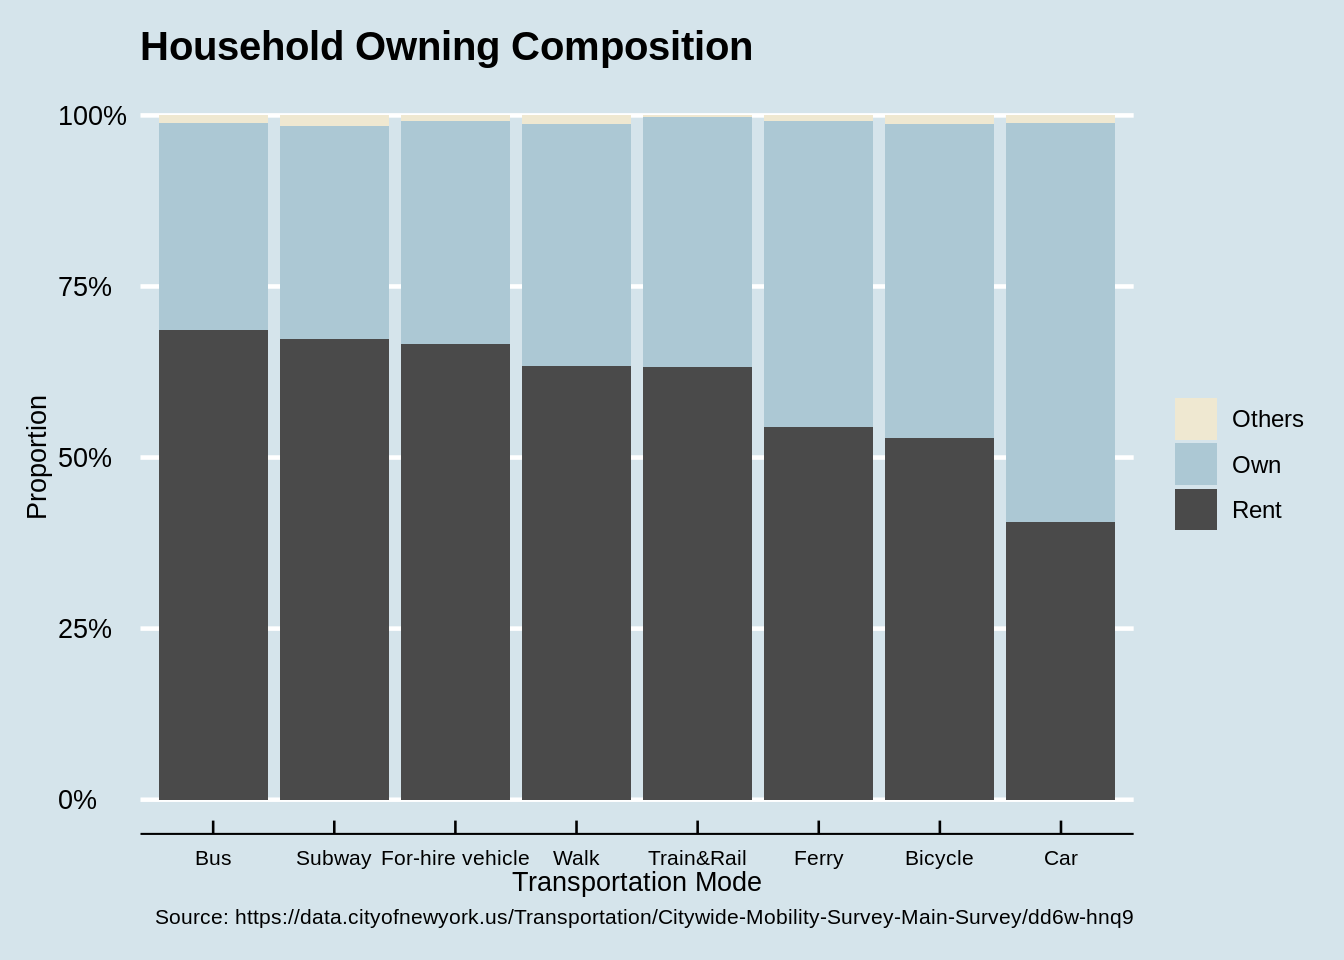 Household Owning Composition
100%
75%
50%
25%
0%
Proportion
Others
Own
Rent
Bus Subway For-hire vehicle Walk Train&Rail Ferry Bicycle Car
Transportation Mode
Source: https://data.cityofnewyork.us/Transportation/Citywide-Mobility-Survey-Main-Survey/dd6w-hnq9